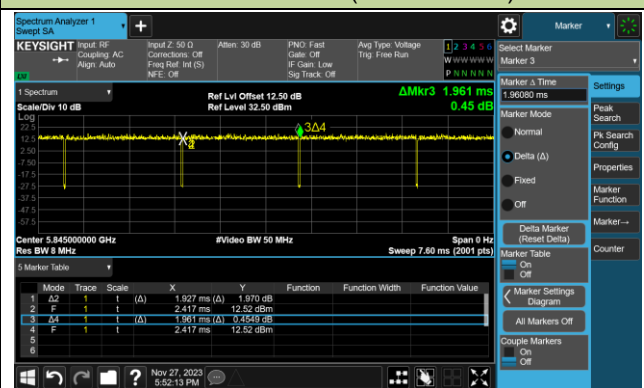 Spectrum Analyzer 1
Swept SA
+
Marker
KEYSIGHT
Input: RF
Coupling: AC
Align: Auto
Input Z: 50 Ω
Corrections: Off
Freq Ref: Int (S)
NFE: Off
Atten: 30 dB
PNO: Fast
Gate: Off
IF Gain: Low
Sig Track: Off
Avg Type: Voltage
Trig: Free Run
1 2 3 4 5 6
W W W W W W
P N N N N N
Select Marker
Marker 3
1 Spectrum
Scale/Div 10 dB
Ref Lvl Offset 12.50 dB
Ref Level 32.50 dBm
ΔMkr3 1.961 ms
0.45 dB
Log
22.5
12.5
2.50
-7.50
-17.5
-27.5
-37.5
-47.5
-57.5
3Δ4
Center 5.845000000 GHz
Res BW 8 MHz
#Video BW 50 MHz
Span 0 Hz
Sweep 7.60 ms (2001 pts)
5 Marker Table
Mode Trace Scale X Y Function Function Width Function Value
1 Δ2 1 t (Δ) 1.927 ms (Δ) 1.970 dB
2 F 1 t 2.417 ms 12.52 dBm
3 Δ4 1 t (Δ) 1.961 ms (Δ) 0.4549 dB
4 F 1 t 2.417 ms 12.52 dBm
5
6
Marker Δ Time
1.96080 ms
Marker Mode
Normal
Delta (Δ)
Fixed
Off
Delta Marker
(Reset Delta)
Marker Table
On
Off
Marker Settings
Diagram
All Markers Off
Couple Markers
On
Off
Settings
Peak
Search
Pk Search
Config
Properties
Marker
Function
Marker→
Counter
?
Nov 27, 2023
5:52:13 PM